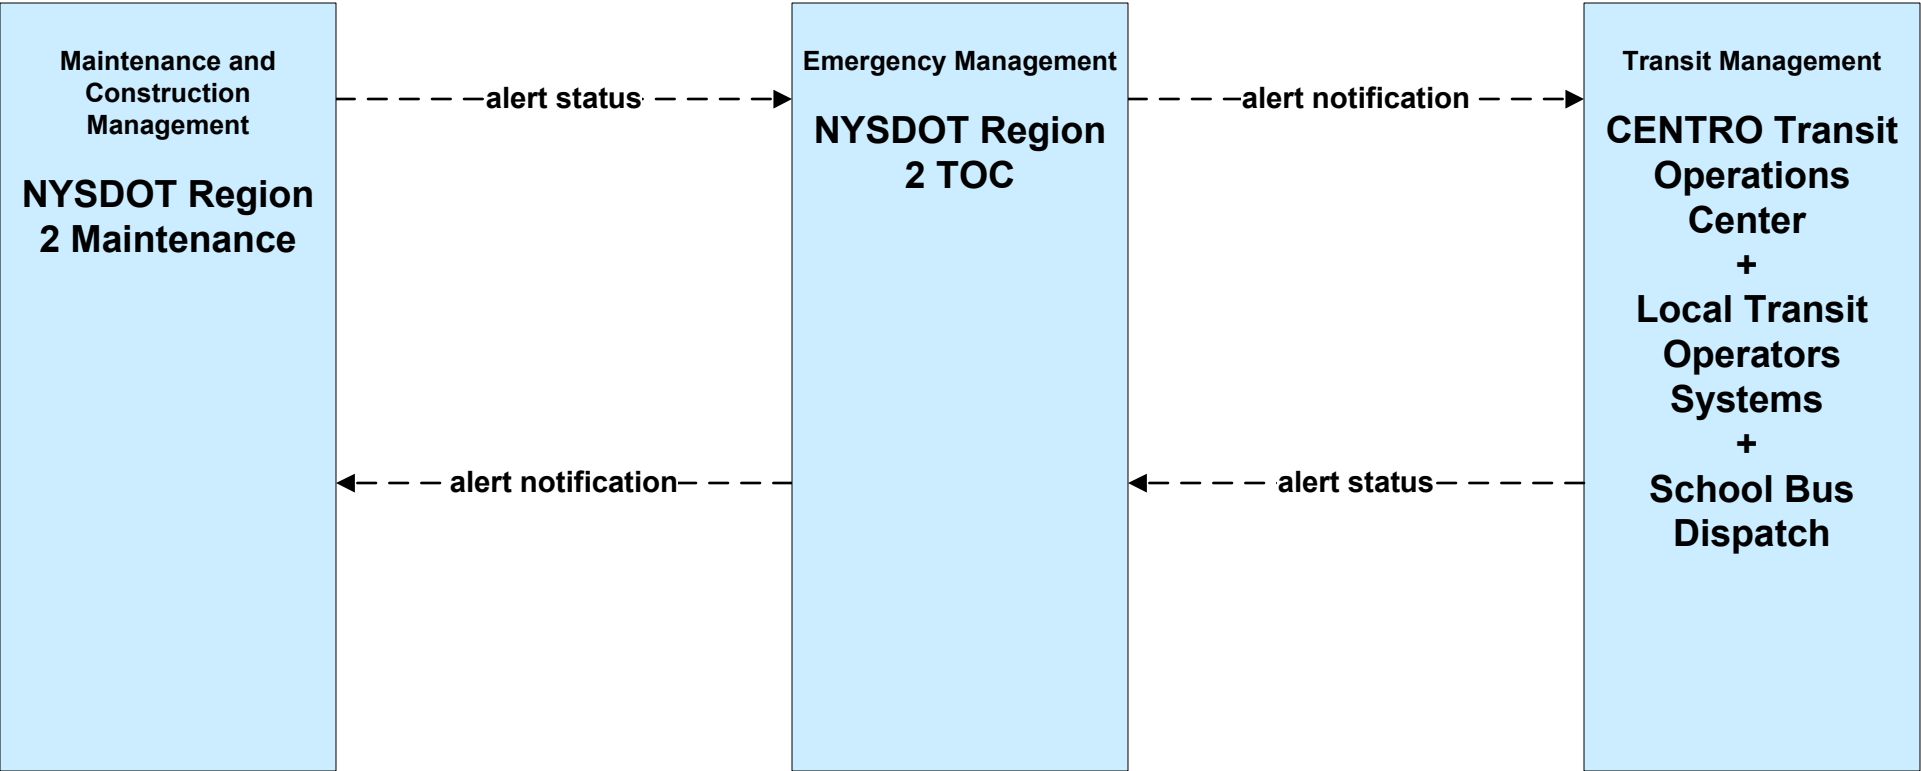 Maintenance and
Construction
Management
NYSDOT Region
2 Maintenance
alert status
alert notification
Emergency Management
NYSDOT Region
2 TOC
alert notification
alert status
Transit Management
CENTRO Transit
Operations
Center
+
Local Transit
Operators
Systems
+
School Bus
Dispatch